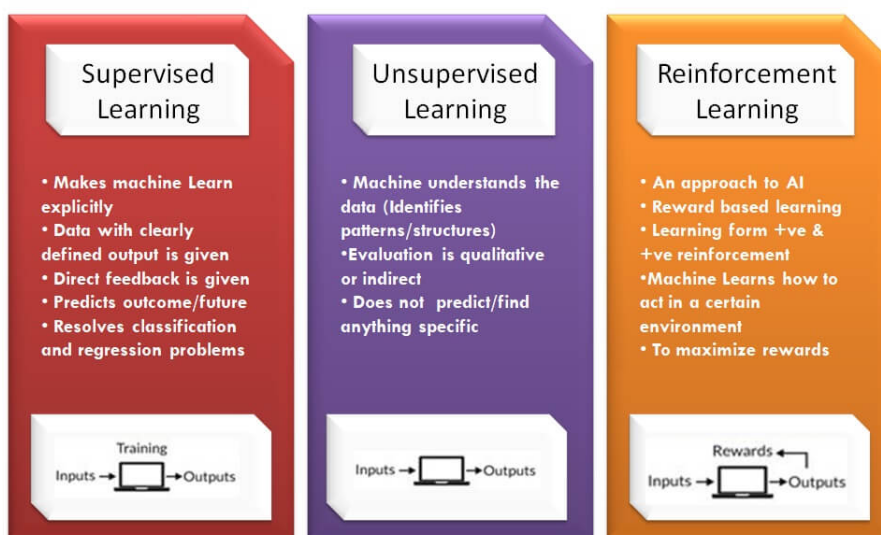 Supervised
Learning
• Makes machine Learn
explicitly
• Data with clearly
defined output is given
• Direct feedback is given
• Predicts outcome/future
• Resolves classification
and regression problems
Training
Inputs
Outputs
Unsupervised
Learning
• Machine understands the
data (Identifies
patterns/structures)
•Evaluation is qualitative
or indirect
• Does not predict/find
anything specific
Inputs
Outputs
Reinforcement
Learning
• An approach to AI
• Reward based learning
• Learning form +ve &
+ve reinforcement
•Machine Learns how to
act in a certain
environment
• To maximize rewards
Rewards
Inputs
Outputs